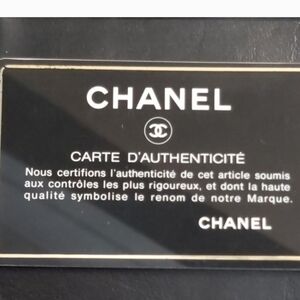 CHANEL
CARTE D'AUTHENTICITÉ
Nous certifions l'authenticité de cet article soumis
aux contrôles les plus rigoureux, et dont la haute
qualité symbolise le renom de notre Marque.
CHANEL